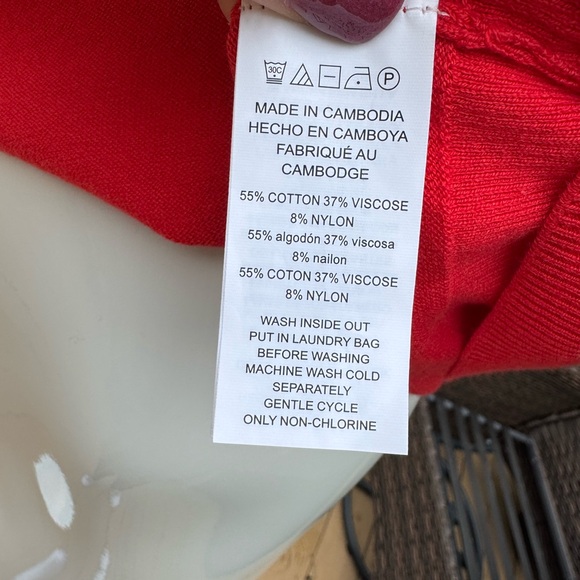 30C P
MADE IN CAMBODIA
HECHO EN CAMBOYA
FABRIQUÉ AU
CAMBODGE
55% COTTON 37% VISCOSE
8% NYLON
55% algodón 37% viscosa
8% nailon
55% COTON 37% VISCOSE
8% NYLON
WASH INSIDE OUT
PUT IN LAUNDRY BAG
BEFORE WASHING
MACHINE WASH COLD
SEPARATELY
GENTLE CYCLE
ONLY NON-CHLORINE